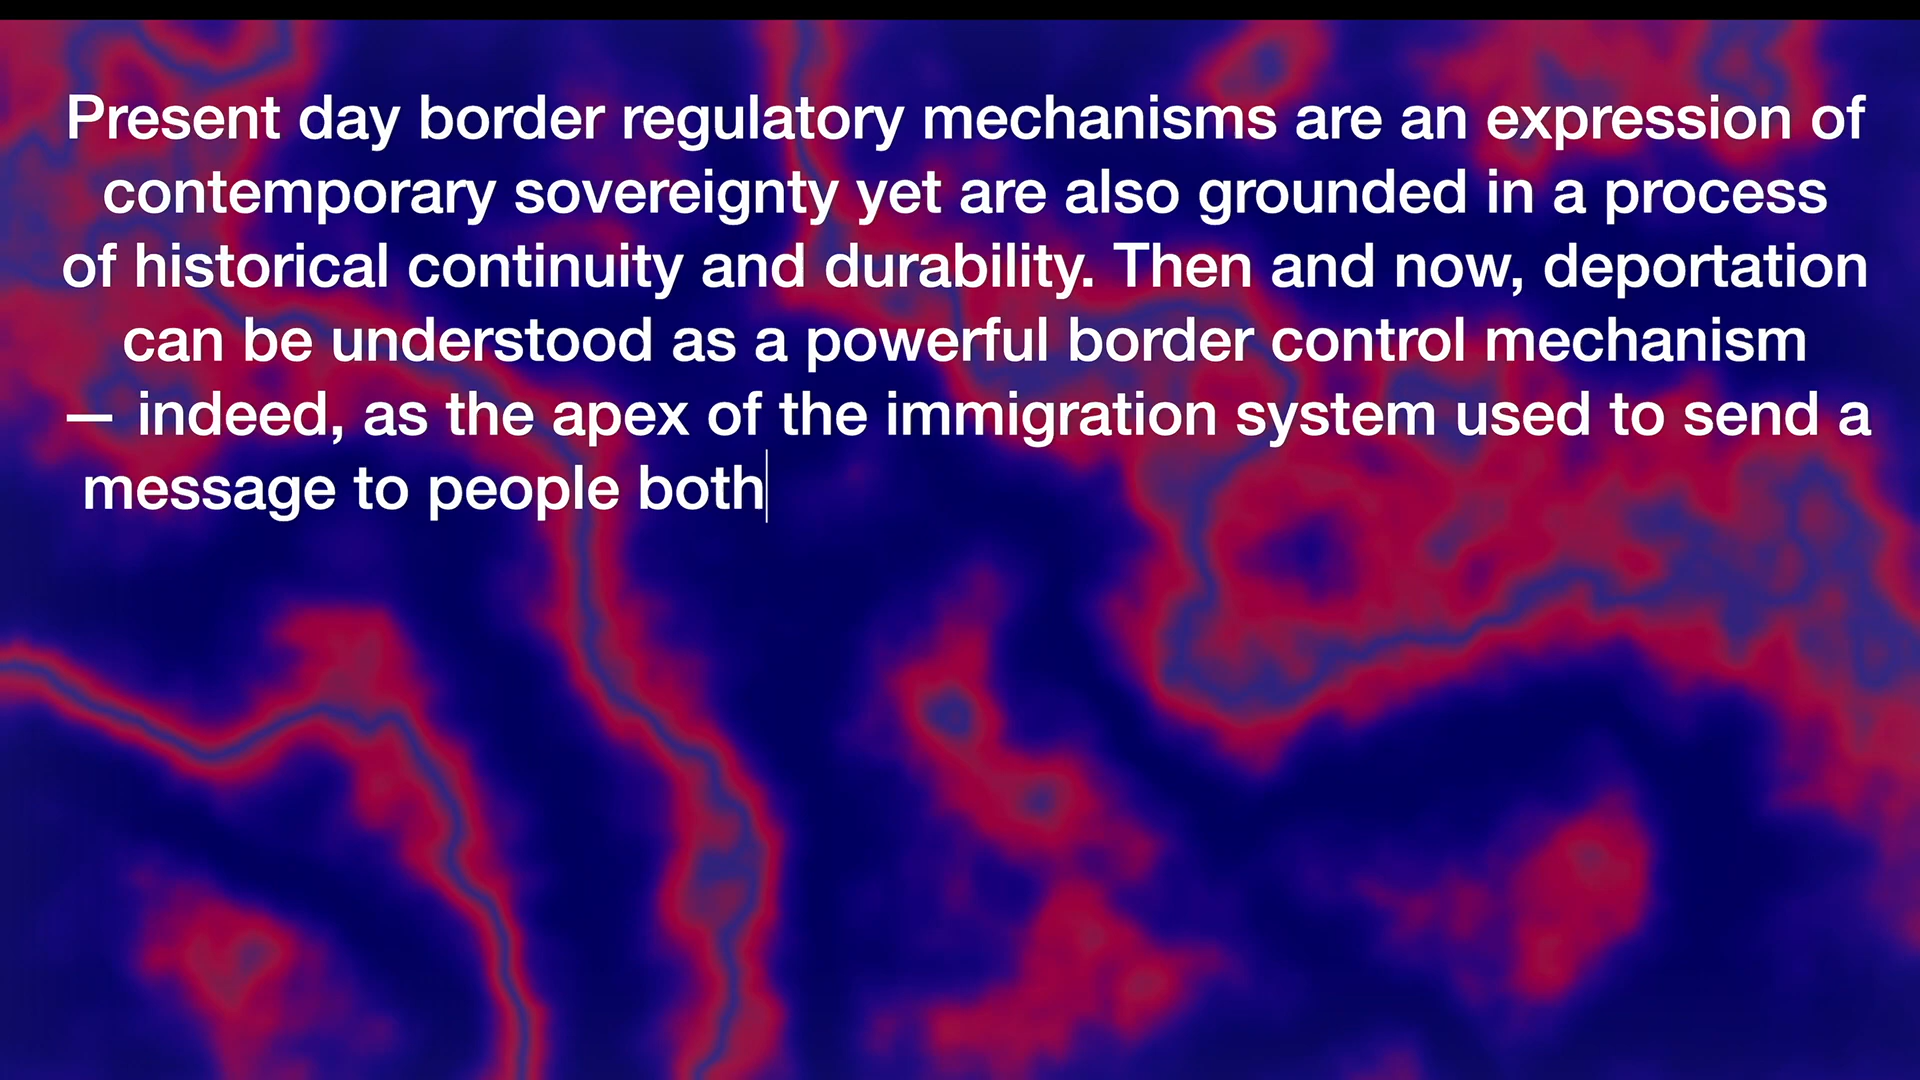 Present day border regulatory mechanisms are an expression of
contemporary sovereignty yet are also grounded in a process
of historical continuity and durability. Then and now, deportation
can be understood as a powerful border control mechanism
— indeed, as the apex of the immigration system used to send a
message to people both